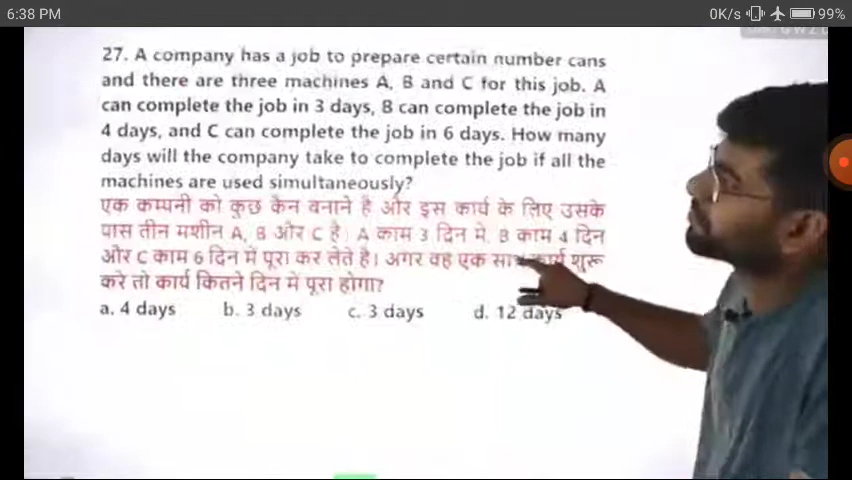 6:38 PM
0K/s 99%
27. A company has a job to prepare certain number cans
and there are three machines A, B and C for this job. A
can complete the job in 3 days, B can complete the job in
4 days, and C can complete the job in 6 days. How many
days will the company take to complete the job if all the
machines are used simultaneously?
एक कम्पनी को कुछ कैन बनाने है और इस कार्य के लिए उसके
पास तीन मशीन A, B और C है। A काम 3 दिन मे, B काम 4 दिन
और C काम 6 दिन में पूरा कर लेते है। अगर वह एक साथ कार्य शुरू
करे तो कार्य कितने दिन में पूरा होगा?
a. 4 days b. 3 days c. 3 days d. 12 days